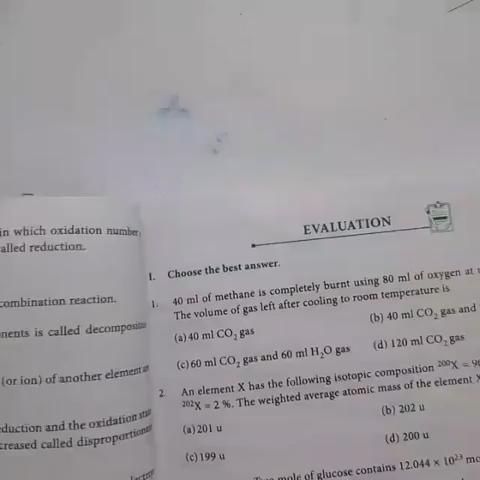 in which oxidation number
alled reduction.
combination reaction.
nents is called
(or ion) of another element
duction and the oxidation
creased called
EVALUATION
I. Choose the best answer.
1. 40 ml of methane is completely burnt using 80 ml of oxygen at
The volume of gas left after cooling to room temperature is
(a) 40 ml CO₂ gas
(b) 40 ml CO₂ gas and
(c) 60 ml CO₂ gas and 60 ml H₂O gas
(d) 120 ml CO₂ gas
2. An element X has the following isotopic composition ²⁰⁰X =
²⁰²X = 2 %. The weighted average atomic mass of the element
(a) 201 u
(b) 202 u
(c) 199 u
(d) 200 u
mole of glucose contains 12.044 × 10²³